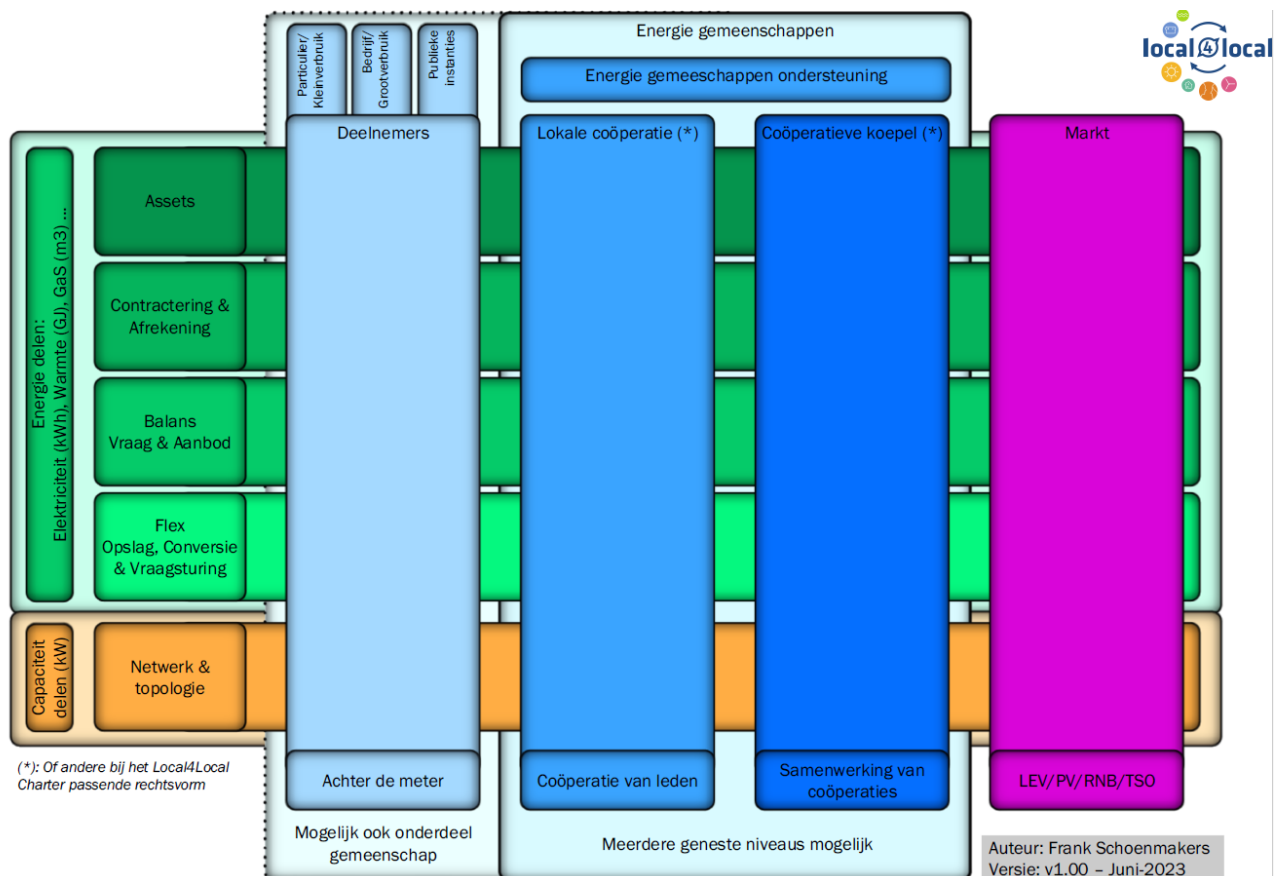 Particulier/
Kleinverbruik
Bedrijf/
Grootverbruik
Publieke
instanties
Energie gemeenschappen
Energie gemeeschappen ondersteuning
local4local
Deelnemers
Lokale coöperatie (*)
Coöperatieve koepel (*)
Markt
Energie delen:
Elektriciteit (kWh), Warmte (GJ), GaS (m3) ...
Assets
Contractering &
Afrekening
Balans
Vraag & Aanbod
Flex
Opslag, Conversie
& Vraagsturing
Capaciteit
delen (kW)
Netwerk &
topologie
(*): Of andere bij het Local4Local
Charter passende rechtsvorm
Achter de meter
Coöperatie van leden
Samenwerking van
coöperaties
LEV/PV/RNB/TSO
Mogelijk ook onderdeel
gemeenschap
Meerdere geneste niveaus mogelijk
Auteur: Frank Schoenmakers
Versie: v1.00 – Juni-2023